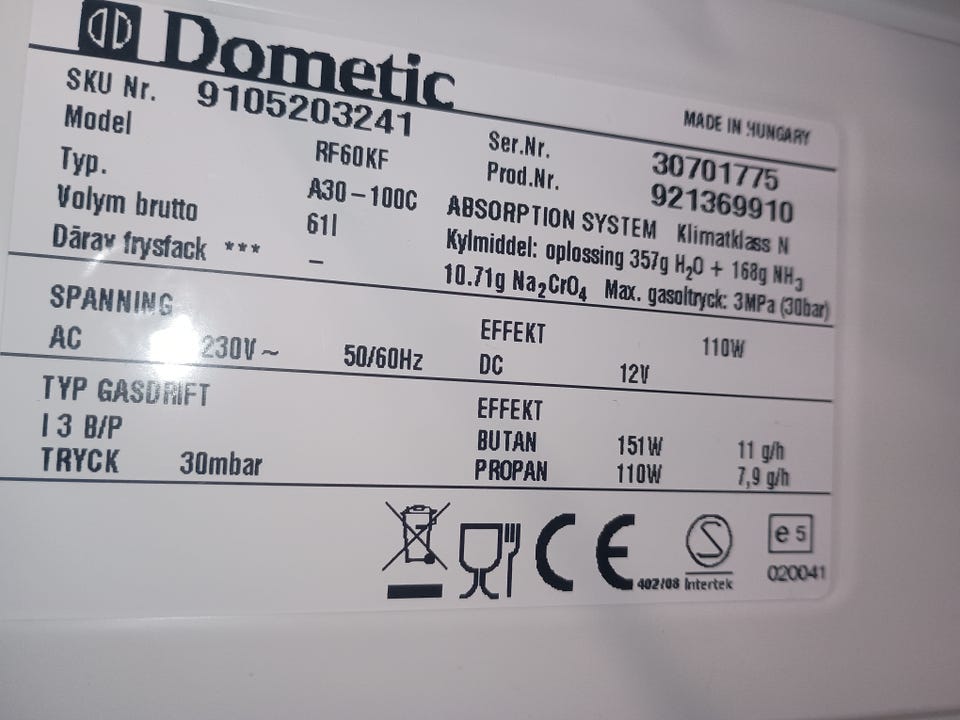 Dometic
MADE IN HUNGARY
SKU Nr. 9105203241
Ser.Nr. 30701775
Model RF60KF
Prod.Nr. 921369910
Typ. A30-100C
ABSORPTION SYSTEM Klimatklass N
Volym brutto 61l
Kylmiddel: oplossing 357g H₂O + 168g NH₃
Därav frysfack *** –
10.71g Na₂CrO₄ Max. gasoltryck: 3MPa (30bar)
SPANNING
EFFEKT 110W
AC 230V~ 50/60Hz
DC 12V
TYP GASDRIFT
EFFEKT
I 3 B/P
BUTAN 151W 11 g/h
TRYCK 30mbar
PROPAN 110W 7,9 g/h
CE 402/08
S Intertek
e5
020041